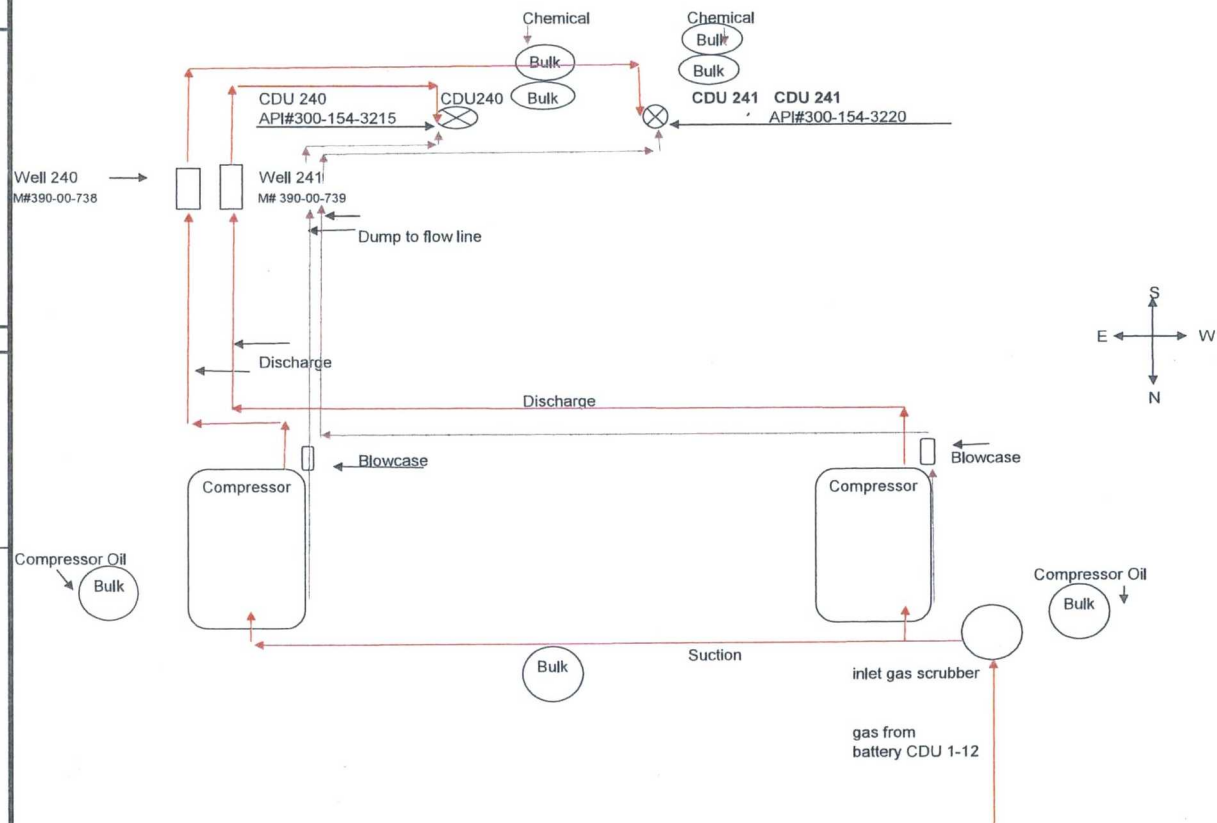 Chemical
Chemical
Bulk
Bulk
Bulk
Bulk
CDU 240
API#300-154-3215
CDU240
CDU 241 CDU 241
API#300-154-3220
Well 240
M#390-00-738
Well 241
M# 390-00-739
Dump to flow line
S
E
W
N
Discharge
Discharge
Blowcase
Blowcase
Compressor
Compressor
Compressor Oil
Bulk
Compressor Oil
Bulk
Suction
Bulk
inlet gas scrubber
gas from
battery CDU 1-12